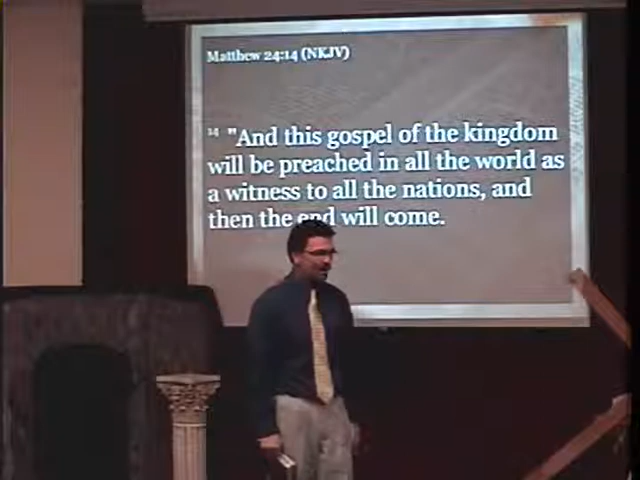 Matthew 24:14 (NKJV)
14 "And this gospel of the kingdom
will be preached in all the world as
a witness to all the nations, and
then the end will come.